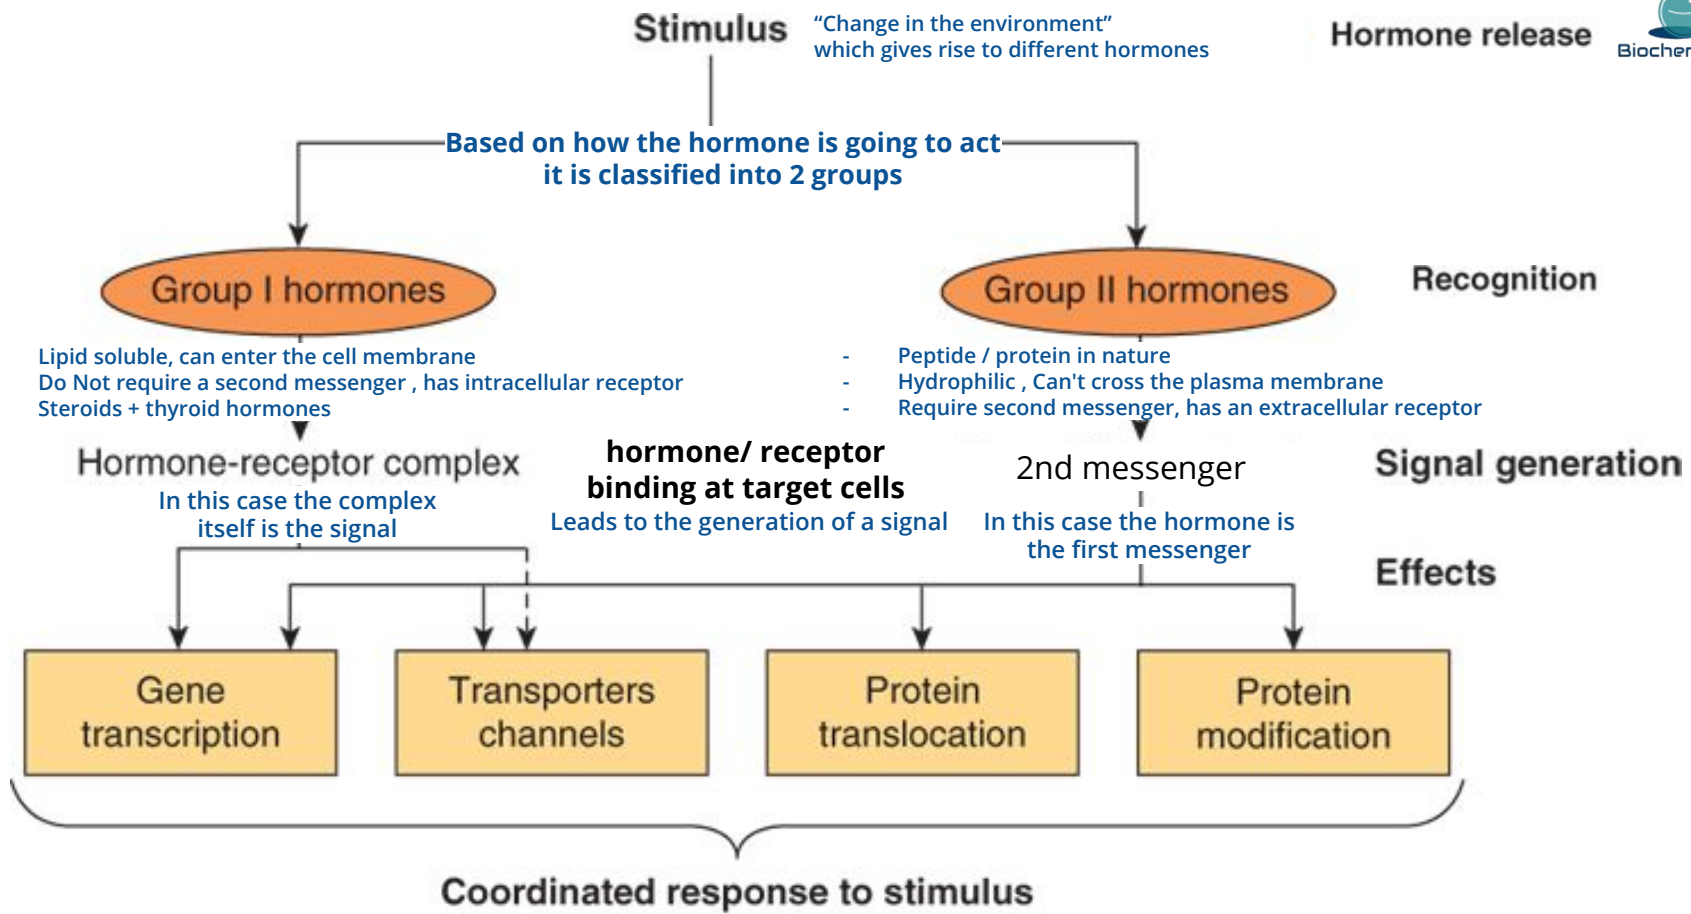 Stimulus
“Change in the environment”
which gives rise to different hormones
Hormone release
Based on how the hormone is going to act
it is classified into 2 groups
Group I hormones
Group II hormones
Recognition
Lipid soluble, can enter the cell membrane
Do Not require a second messenger , has intracellular receptor
Steroids + thyroid hormones
- Peptide / protein in nature
- Hydrophilic , Can't cross the plasma membrane
- Require second messenger, has an extracellular receptor
Hormone-receptor complex
In this case the complex
itself is the signal
hormone/ receptor
binding at target cells
Leads to the generation of a signal
2nd messenger
In this case the hormone is
the first messenger
Signal generation
Effects
Gene
transcription
Transporters
channels
Protein
translocation
Protein
modification
Coordinated response to stimulus